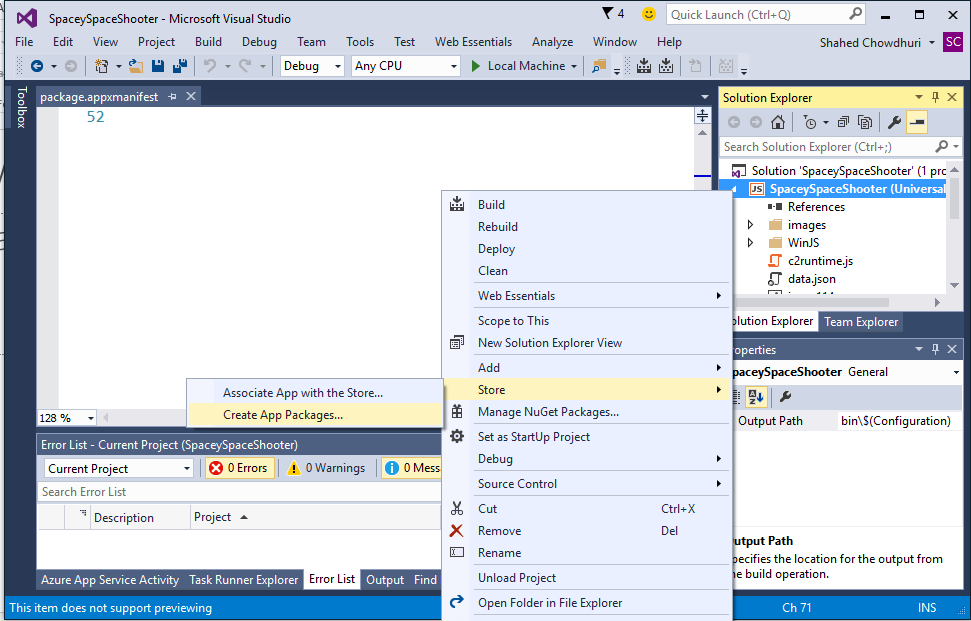 SpaceySpaceShooter - Microsoft Visual Studio
4
Quick Launch (Ctrl+Q)
File Edit View Project Build Debug Team Tools Test Web Essentials Analyze Window Help
Shahed Chowdhuri
SC
Debug Any CPU Local Machine
Toolbox
package.appxmanifest
52
128 %
Solution Explorer
Search Solution Explorer (Ctrl+;)
Solution 'SpaceySpaceShooter' (1 prc
JS SpaceySpaceShooter (Universal
References
images
WinJS
c2runtime.js
data.json
olution Explorer Team Explorer
Build
Rebuild
Deploy
Clean
Web Essentials
Scope to This
New Solution Explorer View
Add
Store
Manage NuGet Packages...
Set as StartUp Project
Debug
Source Control
Cut Ctrl+X
Remove Del
Rename
Unload Project
Open Folder in File Explorer
Associate App with the Store...
Create App Packages...
Error List - Current Project (SpaceySpaceShooter)
Current Project 0 Errors 0 Warnings 0 Mess
Search Error List
Description Project
Azure App Service Activity Task Runner Explorer Error List Output Find
roperties
paceySpaceShooter General
Output Path bin\$(Configuration)
utput Path
pecifies the location for the output from
he build operation.
This item does not support previewing
Ch 71
INS